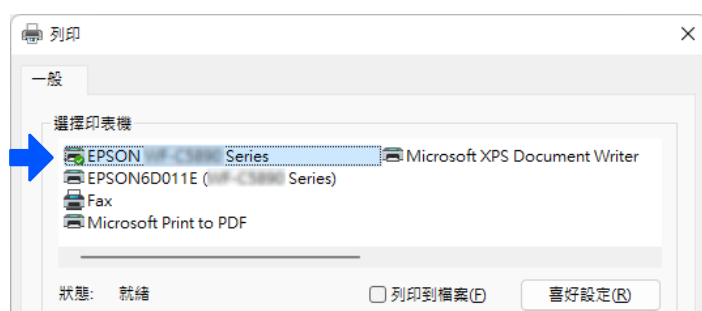 列印
一般
選擇印表機
EPSON Series
Microsoft XPS Document Writer
EPSON6D011E ( Series)
Fax
Microsoft Print to PDF
狀態: 就緒
列印到檔案(F)
喜好設定(R)